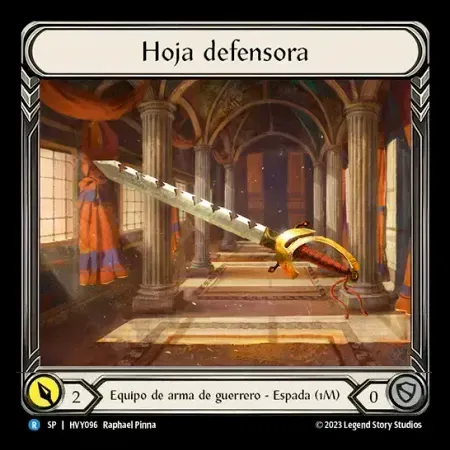 Hoja defensora
2
Equipo de arma de guerrero - Espada (1M)
0
R SP | HVY096 Raphael Pinna
© 2023 Legend Story Studios